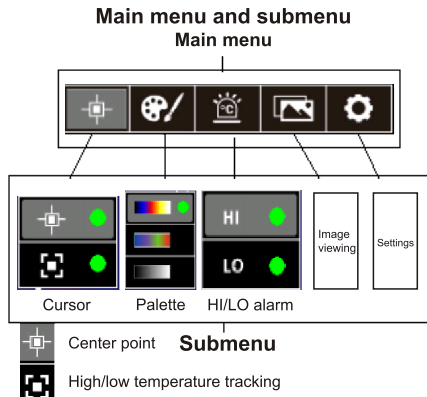 Main menu and submenu
Main menu
°C
HI
LO
Image
viewing
Settings
Cursor
Palette
HI/LO alarm
Center point
Submenu
High/low temperature tracking